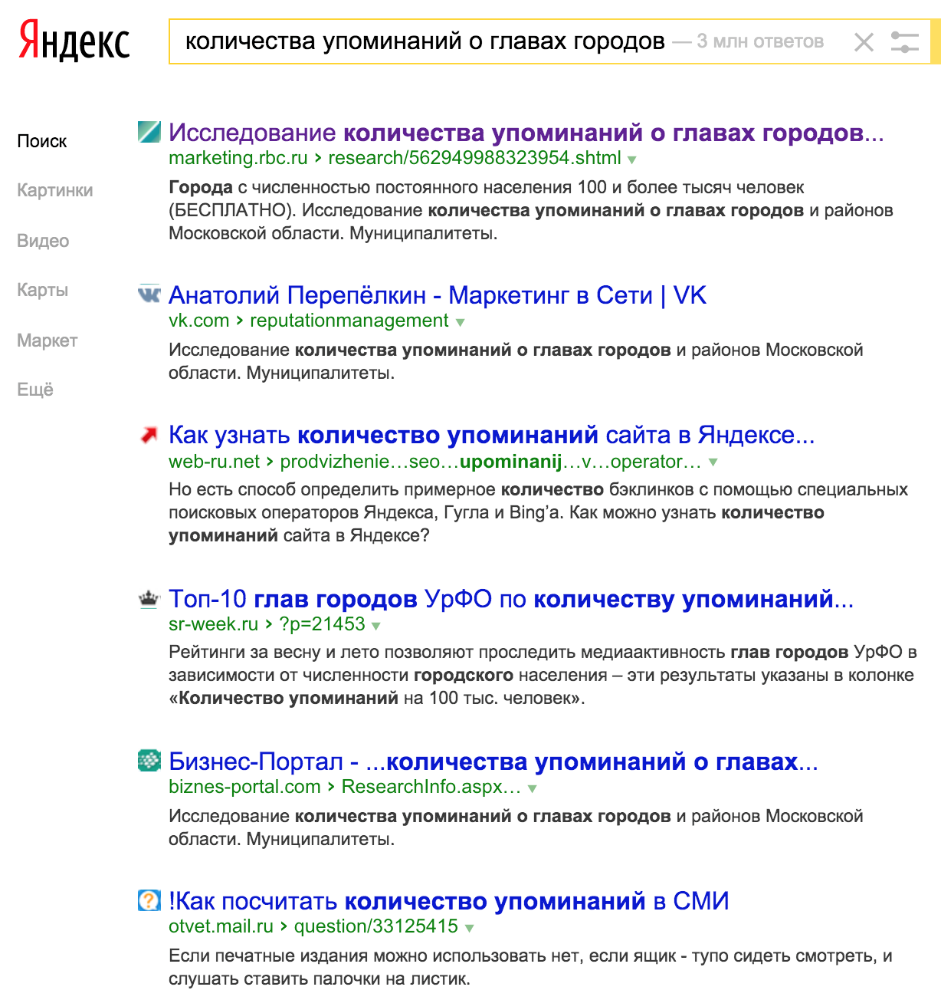 Яндекс
количества упоминаний о главах городов — 3 млн ответов
Поиск
Картинки
Видео
Карты
Маркет
Ещё
Исследование количества упоминаний о главах городов...
marketing.rbc.ru › research/562949988323954.shtml
Города с численностью постоянного населения 100 и более тысяч человек
(БЕСПЛАТНО). Исследование количества упоминаний о главах городов и районов
Московской области. Муниципалитеты.
Анатолий Перепёлкин - Маркетинг в Сети | VK
vk.com › reputationmanagement
Исследование количества упоминаний о главах городов и районов Московской
области. Муниципалитеты.
Как узнать количество упоминаний сайта в Яндексе...
web-ru.net › prodvizhenie…seo…upominanij…v…operator…
Но есть способ определить примерное количество бэклинков с помощью специальных
поисковых операторов Яндекса, Гугла и Bing’а. Как можно узнать количество
упоминаний сайта в Яндексе?
Топ-10 глав городов УрФО по количеству упоминаний...
sr-week.ru › ?p=21453
Рейтинги за весну и лето позволяют проследить медиаактивность глав городов УрФО в
зависимости от численности городского населения – эти результаты указаны в колонке
«Количество упоминаний на 100 тыс. человек».
Бизнес-Портал - ...количества упоминаний о главах...
biznes-portal.com › ResearchInfo.aspx…
Исследование количества упоминаний о главах городов и районов Московской
области. Муниципалитеты.
!Как посчитать количество упоминаний в СМИ
otvet.mail.ru › question/33125415
Если печатные издания можно использовать нет, если ящик - тупо сидеть смотреть, и
слушать ставить палочки на листик.